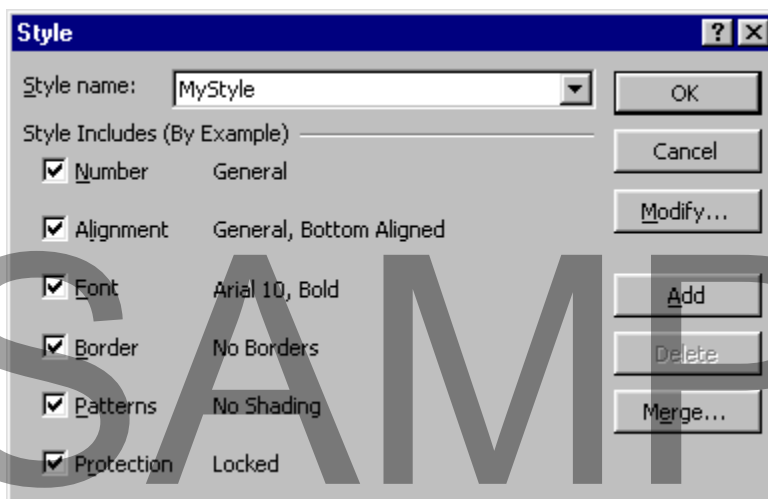 Style
Style name: MyStyle OK
Style Includes (By Example) Cancel
Number General
Modify...
Alignment General, Bottom Aligned
Font Arial 10, Bold Add
Border No Borders Delete
Patterns No Shading Merge...
Protection Locked
SAMP